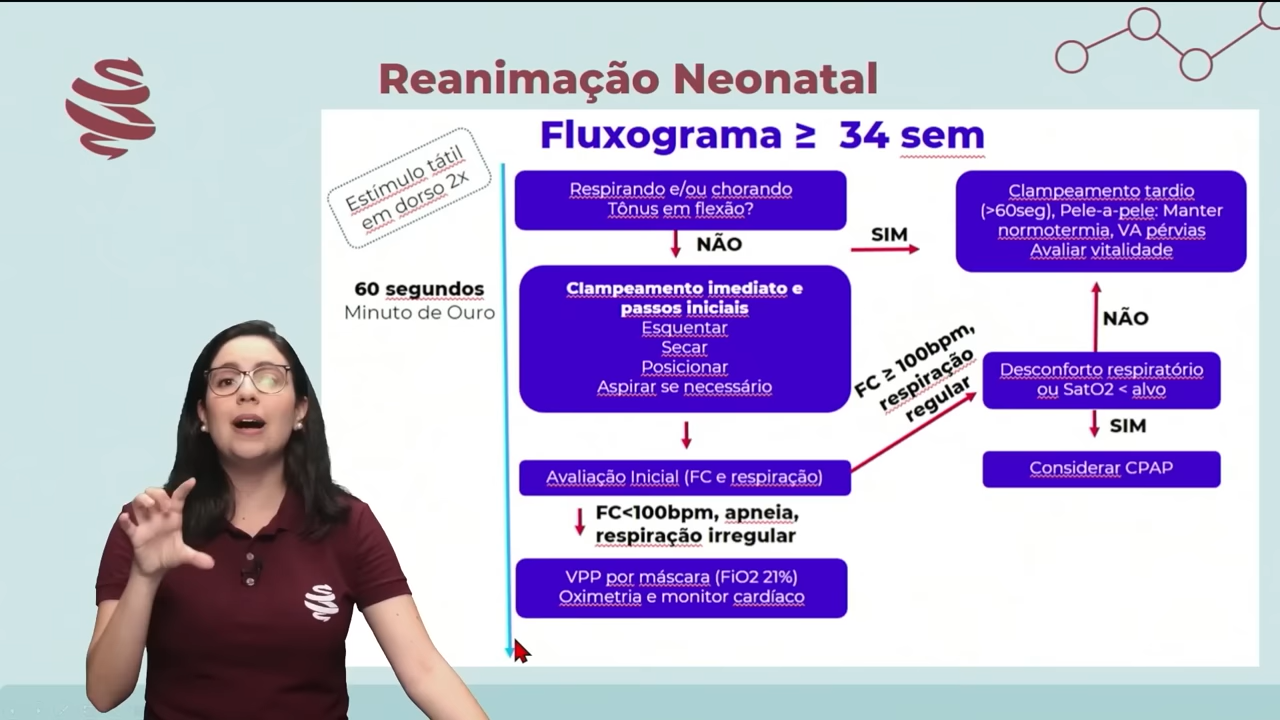 Reanimação Neonatal
Fluxograma ≥ 34 sem
Estímulo tátil
em dorso 2x
60 segundos
Minuto de Ouro
Respirando e/ou chorando
Tônus em flexão?
NÃO
SIM
Clampeamento tardio
(>60seg), Pele-a-pele: Manter
normotermia, VA pérvias
Avaliar vitalidade
Clampeamento imediato e
passos iniciais
Esquentar
Secar
Posicionar
Aspirar se necessário
FC ≥ 100bpm,
respiração
regular
NÃO
Desconforto respiratório
ou SatO2 < alvo
SIM
Considerar CPAP
Avaliação Inicial (FC e respiração)
FC<100bpm, apneia,
respiração irregular
VPP por máscara (FiO2 21%)
Oximetria e monitor cardíaco